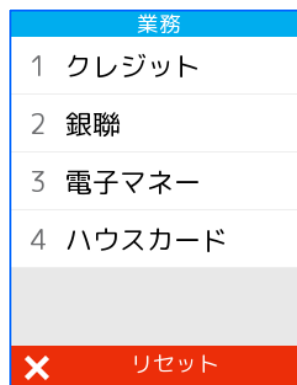 業務
1 クレジット
2 銀聯
3 電子マネー
4 ハウスカード
リセット